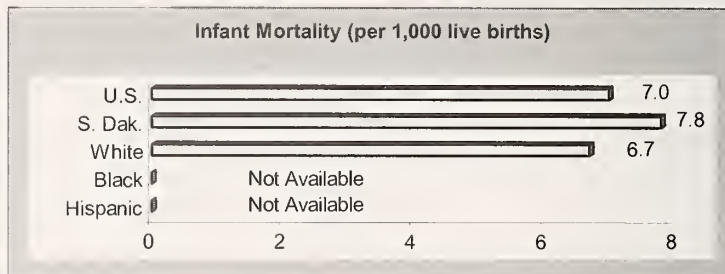 Infant Mortality (per 1,000 live births)
U.S. 7.0
S. Dak. 7.8
White 6.7
Black Not Available
Hispanic Not Available
0 2 4 6 8